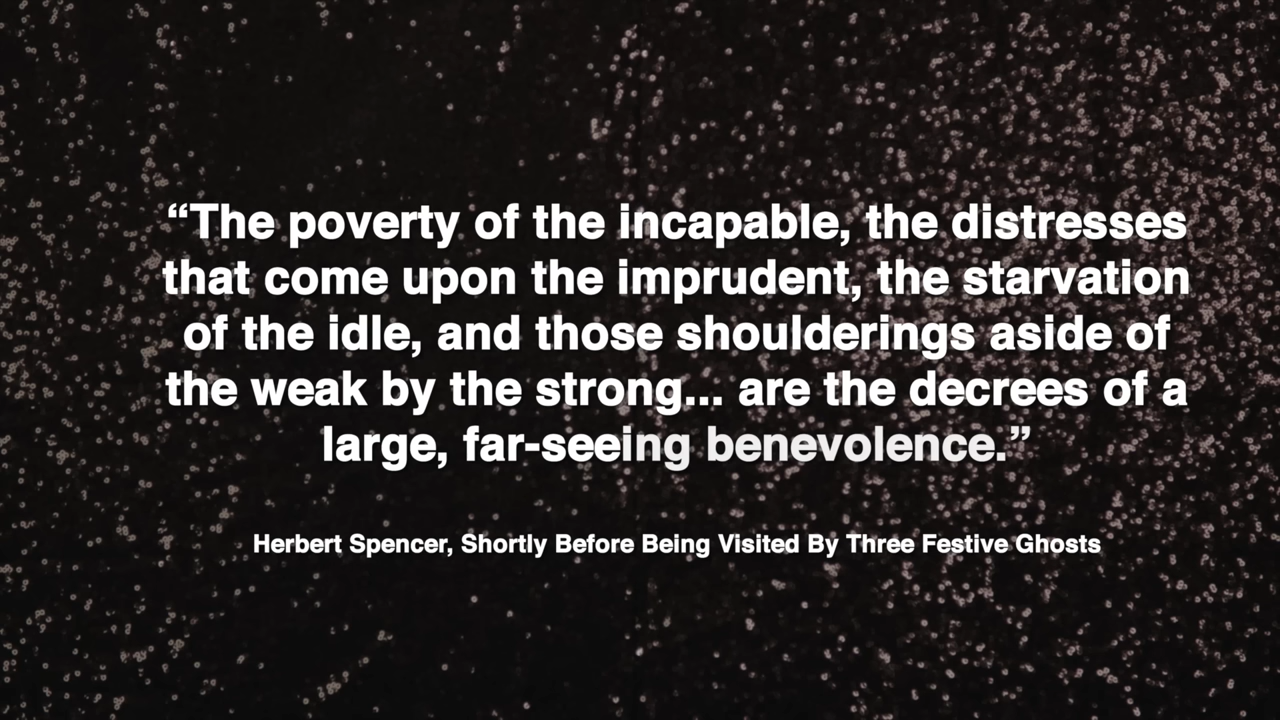 “The poverty of the incapable, the distresses
that come upon the imprudent, the starvation
of the idle, and those shoulderings aside of
the weak by the strong... are the decrees of a
large, far-seeing benevolence.”
Herbert Spencer, Shortly Before Being Visited By Three Festive Ghosts